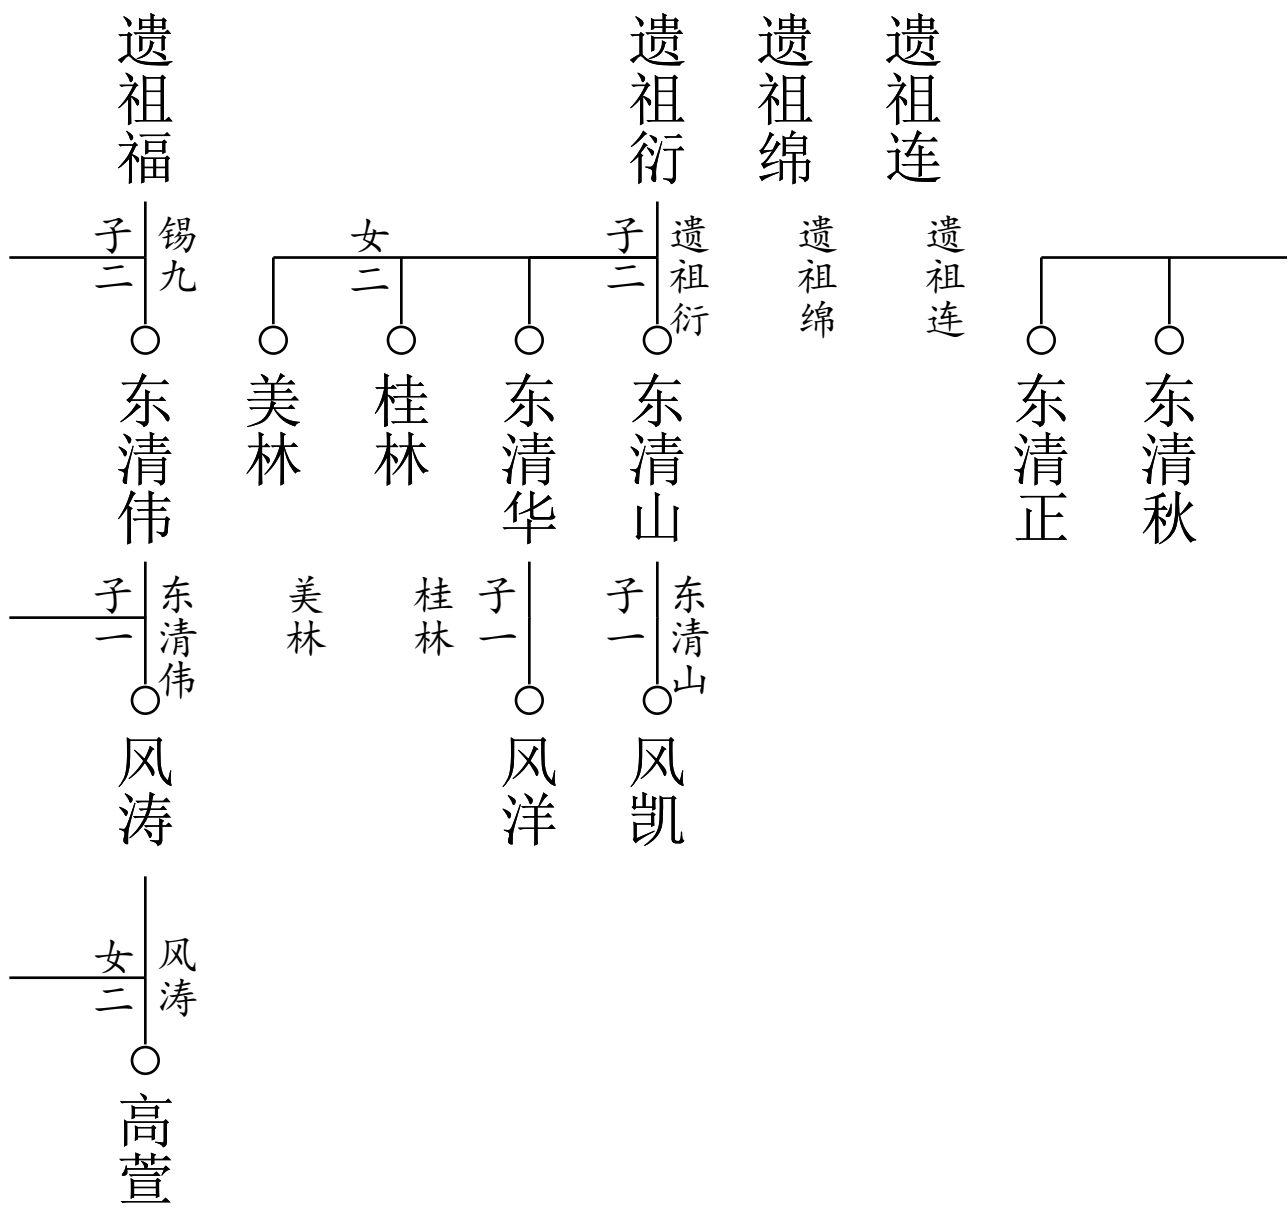 遗祖连
遗祖绵
遗祖衍
遗祖福
遗祖连
遗祖绵
遗祖衍
子二
女二
锡九
子二
东清秋
东清正
东清山
东清华
桂林
美林
东清伟
东清山
子一
子一
桂林
美林
东清伟
子一
风凯
风洋
风涛
风涛
女二
高萱